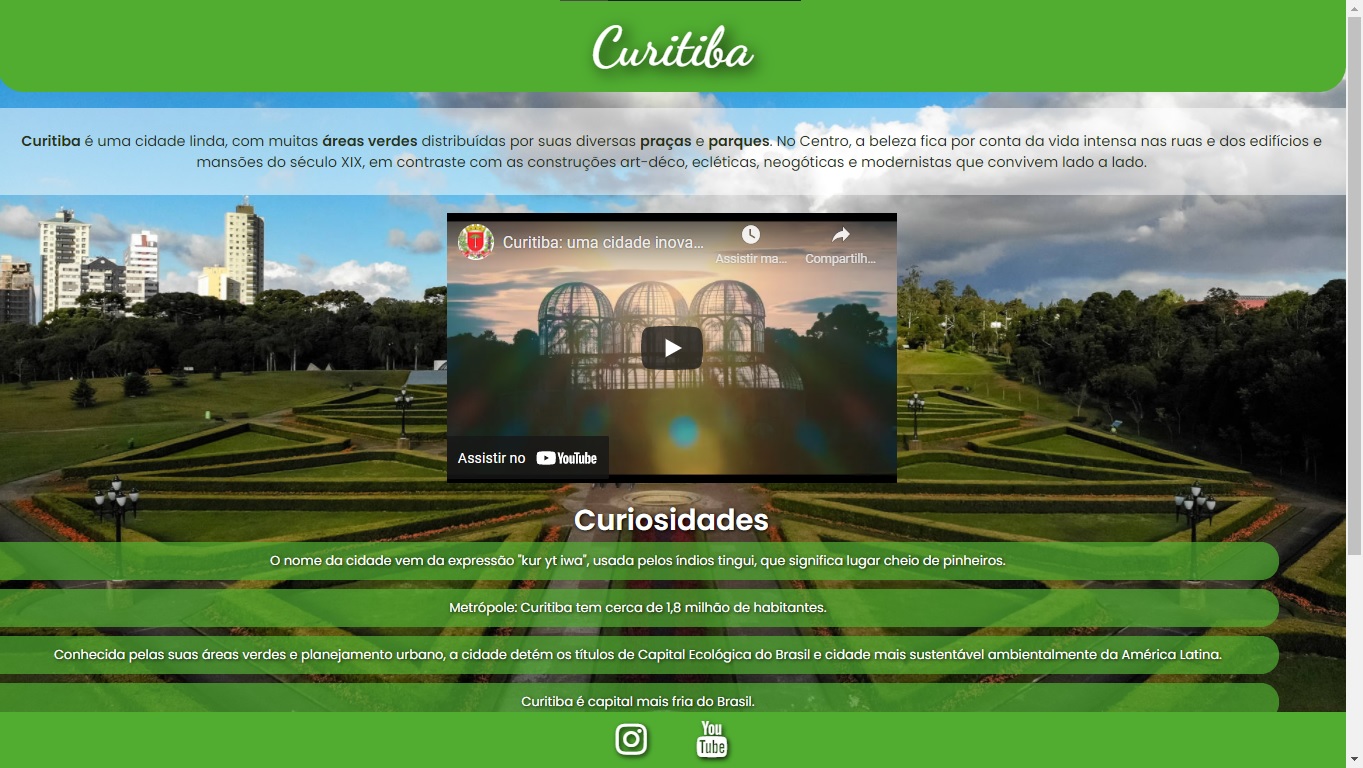 Curitiba
Curitiba é uma cidade linda, com muitas áreas verdes distribuídas por suas diversas praças e parques. No Centro, a beleza fica por conta da vida intensa nas ruas e dos edifícios e
mansões do século XIX, em contraste com as construções art-déco, ecléticas, neogóticas e modernistas que convivem lado a lado.
Curitiba: uma cidade inova...
Assistir ma... Compartilh...
Assistir no YouTube
Curiosidades
O nome da cidade vem da expressão "kur yt iwa", usada pelos índios tingui, que significa lugar cheio de pinheiros.
Metrópole: Curitiba tem cerca de 1,8 milhão de habitantes.
Conhecida pelas suas áreas verdes e planejamento urbano, a cidade detém os títulos de Capital Ecológica do Brasil e cidade mais sustentável ambientalmente da América Latina.
Curitiba é capital mais fria do Brasil.
You
Tube